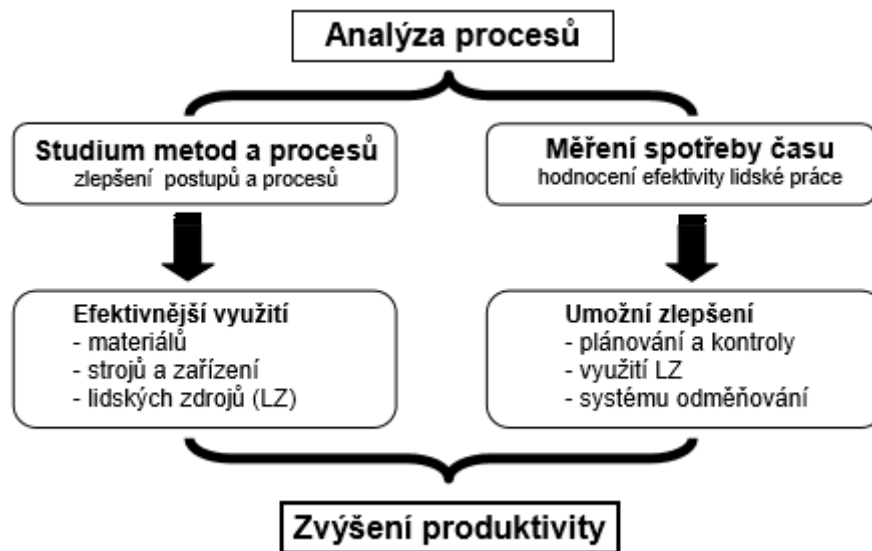 Analýza procesů
Studium metod a procesů
zlepšení postupů a procesů
Měření spotřeby času
hodnocení efektivity lidské práce
Efektivnější využití
- materiálů
- strojů a zařízení
- lidských zdrojů (LZ)
Umožní zlepšení
- plánování a kontroly
- využití LZ
- systému odměňování
Zvýšení produktivity